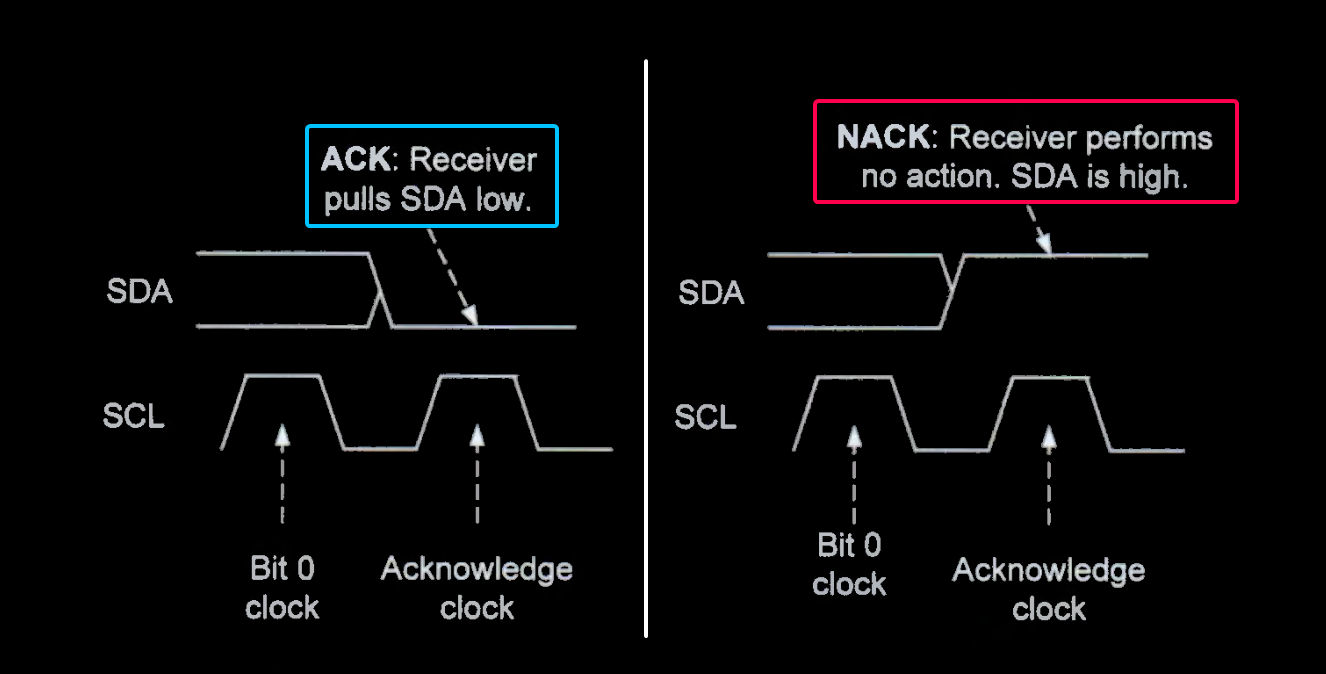 ACK: Receiver
pulls SDA low.
SDA
SCL
Bit 0
clock
Acknowledge
clock
NACK: Receiver performs
no action. SDA is high.
SDA
SCL
Bit 0
clock
Acknowledge
clock